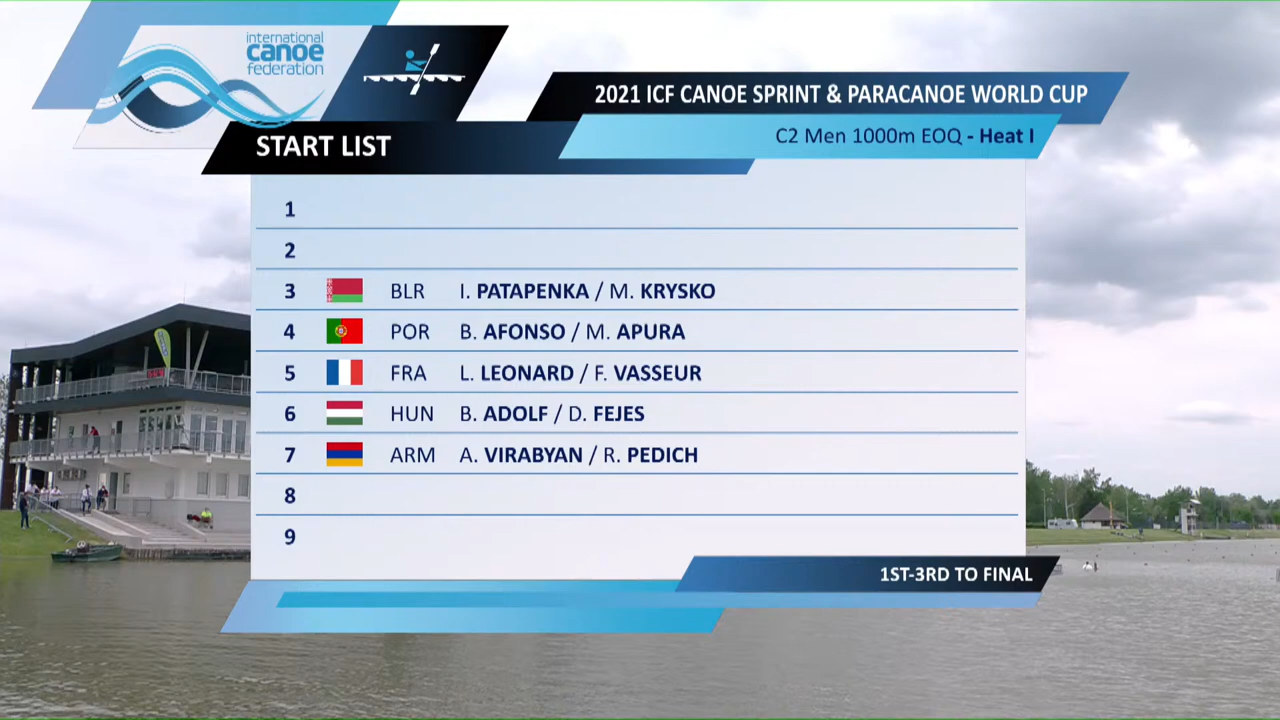 international
canoe
federation
2021 ICF CANOE SPRINT & PARACANOE WORLD CUP
START LIST
C2 Men 1000m EOQ - Heat I
1
2
3 BLR I. PATAPENKA / M. KRYSKO
4 POR B. AFONSO / M. APURA
5 FRA L. LEONARD / F. VASSEUR
6 HUN B. ADOLF / D. FEJES
7 ARM A. VIRABYAN / R. PEDICH
8
9
1ST-3RD TO FINAL